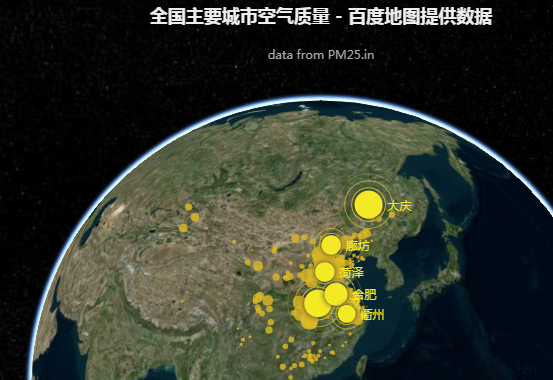 全国主要城市空气质量 - 百度地图提供数据
data from PM25.in
大庆
廊坊
菏泽
合肥
衢州